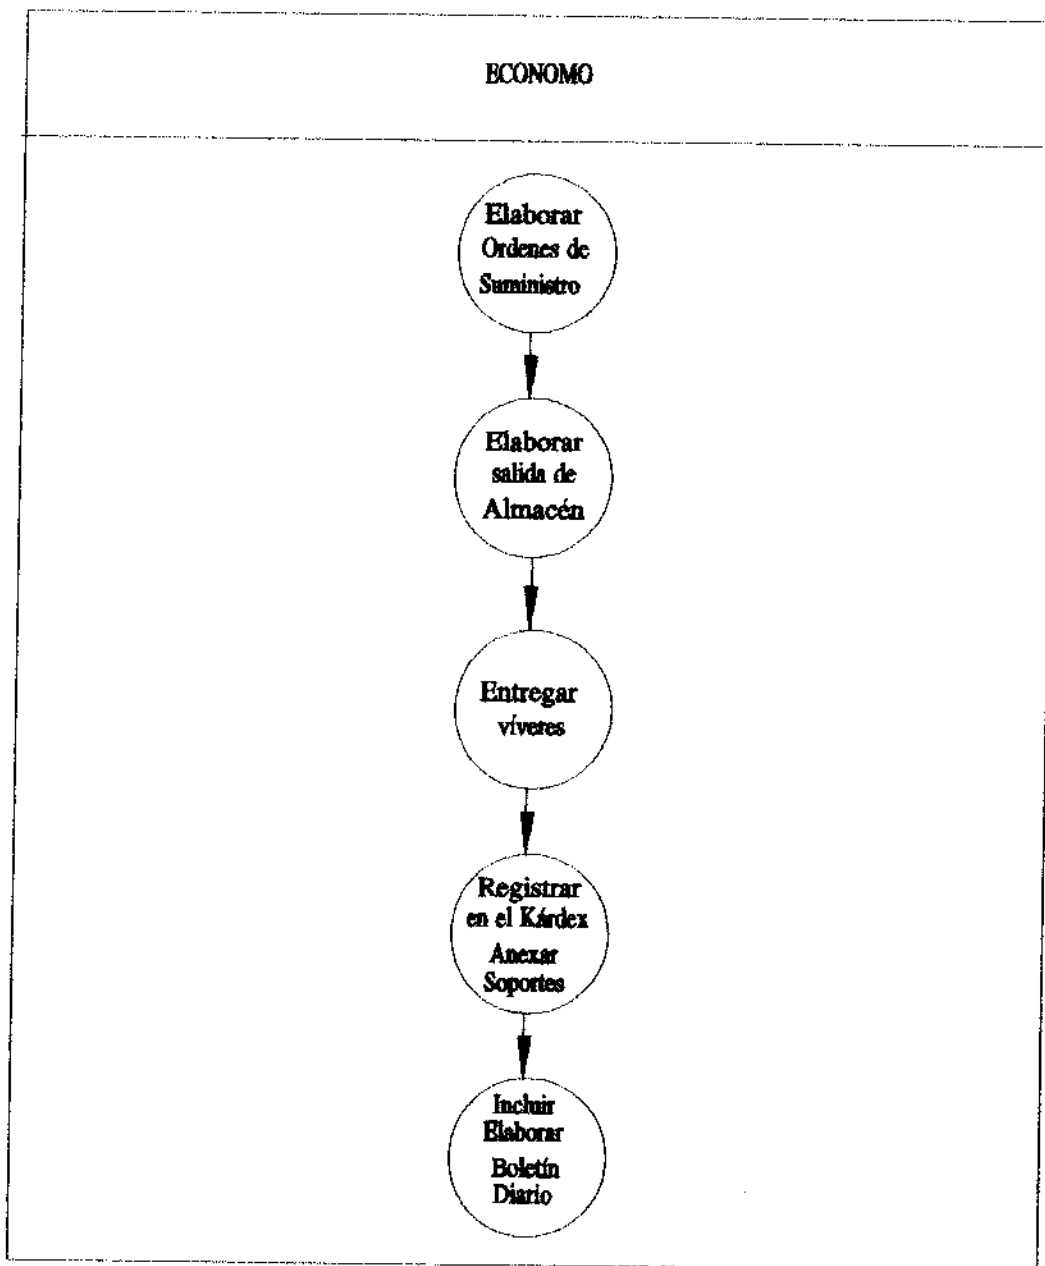 ECONOMO
Elaborar
Ordenes de
Suministro
Elaborar
salida de
Almacén
Entregar
víveres
Registrar
en el Kárdex
Anexar
Soportes
Incluir
Elaborar
Boletín
Diario